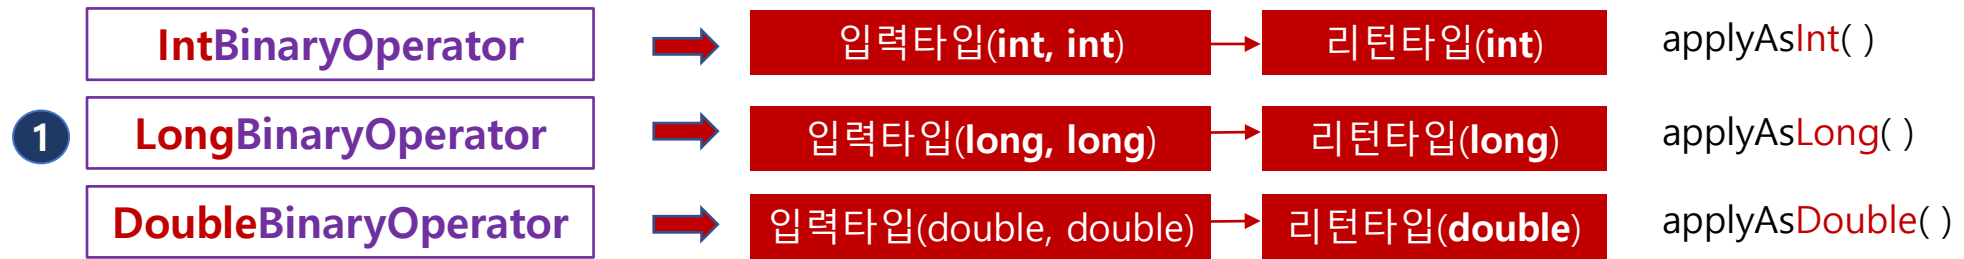 IntBinaryOperator 입력타입(int, int) 리턴타입(int) applyAsInt( )
1 LongBinaryOperator 입력타입(long, long) 리턴타입(long) applyAsLong( )
DoubleBinaryOperator 입력타입(double, double) 리턴타입(double) applyAsDouble( )